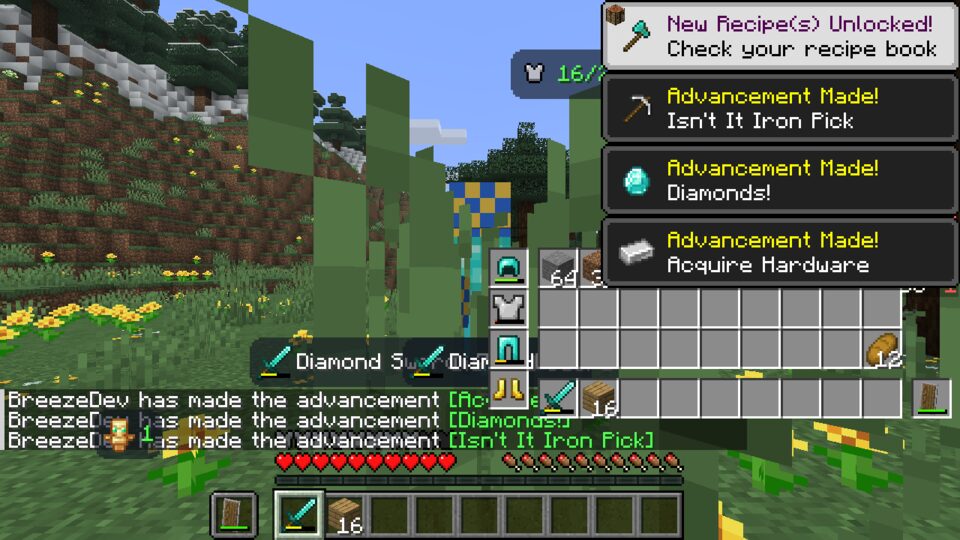 New Recipe(s) Unlocked!
Check your recipe book
16/
Advancement Made!
Isn't It Iron Pick
Advancement Made!
Diamonds!
Advancement Made!
Acquire Hardware
64
12
Diamond
16
BreezeDev has made the advancement
BreezeDev has made the advancement [Diamonds!]
has made the advancement [Isn't It Iron Pick]
1
16